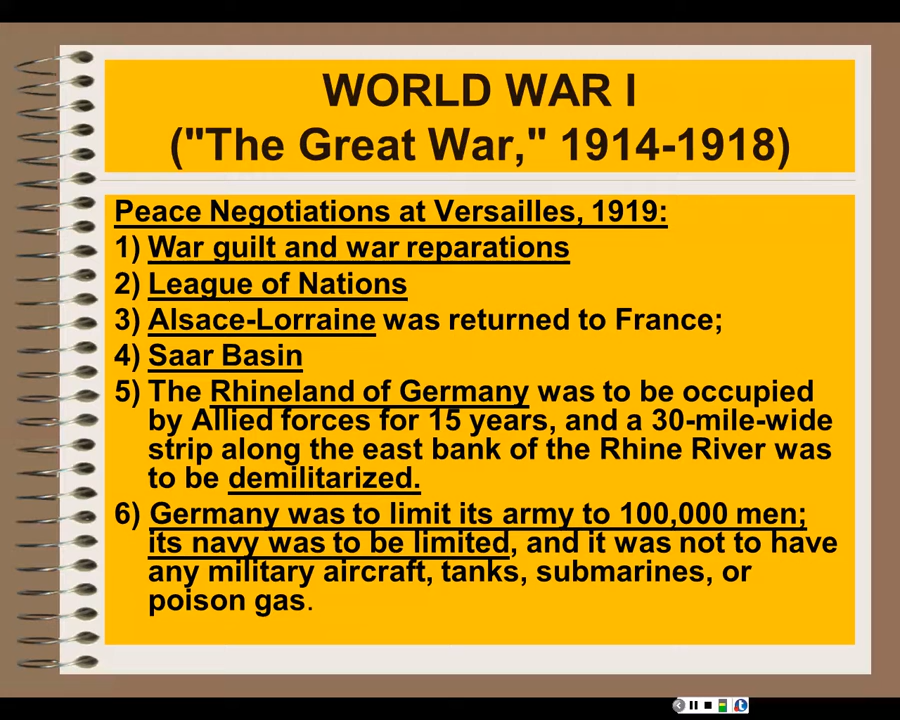 WORLD WAR I
("The Great War," 1914-1918)
Peace Negotiations at Versailles, 1919:
1) War guilt and war reparations
2) League of Nations
3) Alsace-Lorraine was returned to France;
4) Saar Basin
5) The Rhineland of Germany was to be occupied
by Allied forces for 15 years, and a 30-mile-wide
strip along the east bank of the Rhine River was
to be demilitarized.
6) Germany was to limit its army to 100,000 men;
its navy was to be limited, and it was not to have
any military aircraft, tanks, submarines, or
poison gas.